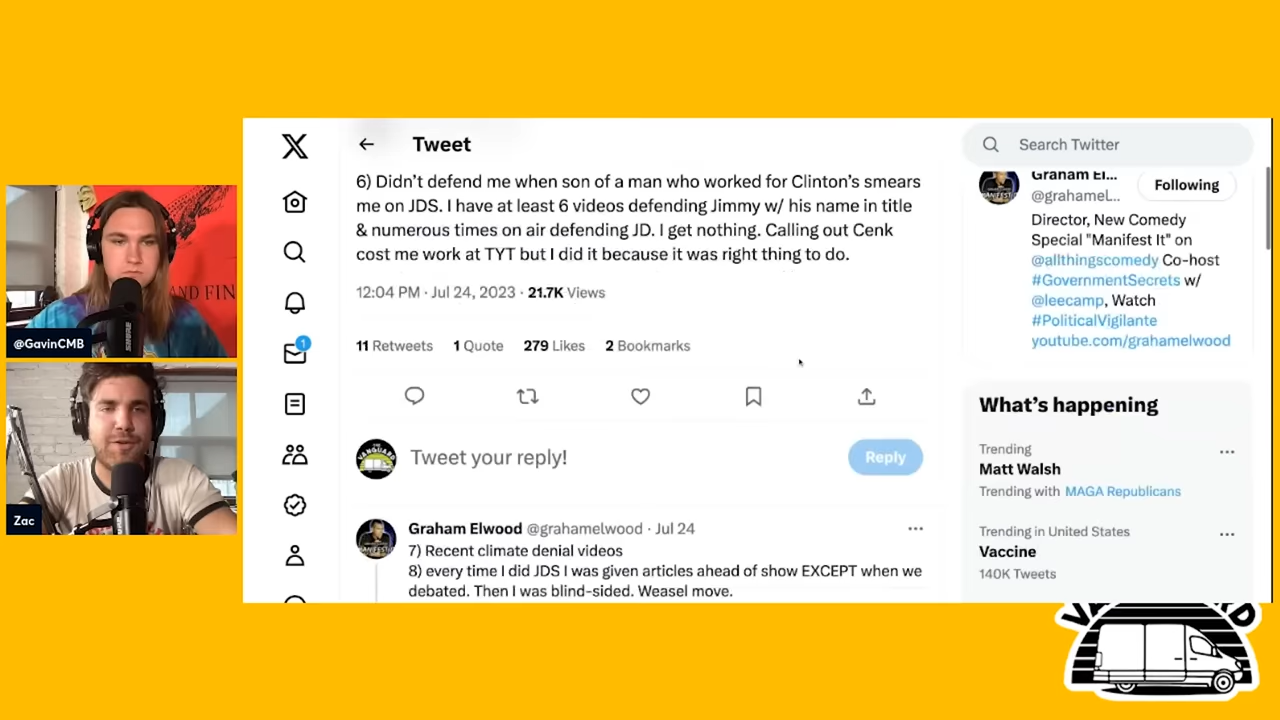 Tweet
Search Twitter
6) Didn't defend me when son of a man who worked for Clinton's smears
me on JDS. I have at least 6 videos defending Jimmy w/ his name in title
& numerous times on air defending JD. I get nothing. Calling out Cenk
cost me work at TYT but I did it because it was right thing to do.
12:04 PM · Jul 24, 2023 · 21.7K Views
11 Retweets 1 Quote 279 Likes 2 Bookmarks
Tweet your reply!
Reply
Graham Elwood @grahamelwood · Jul 24
7) Recent climate denial videos
8) every time I did JDS I was given articles ahead of show EXCEPT when we
debated. Then I was blind-sided. Weasel move.
Graham El...
@grahamel...
Following
Director, New Comedy
Special "Manifest It" on
@allthingscomedy Co-host
#GovernmentSecrets w/
@leecamp, Watch
#PoliticalVigilante
youtube.com/grahamelwood
What's happening
Trending
Matt Walsh
Trending with MAGA Republicans
Trending in United States
Vaccine
140K Tweets
@GavinCMB
Zac
AND FIN
1
VANGUARD